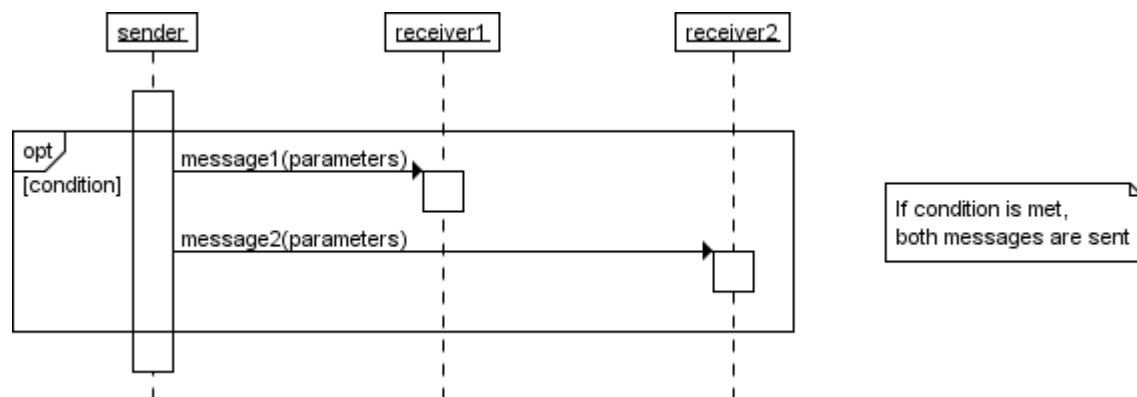 sender
receiver1
receiver2
opt
message1(parameters)
[condition]
message2(parameters)
If condition is met,
both messages are sent